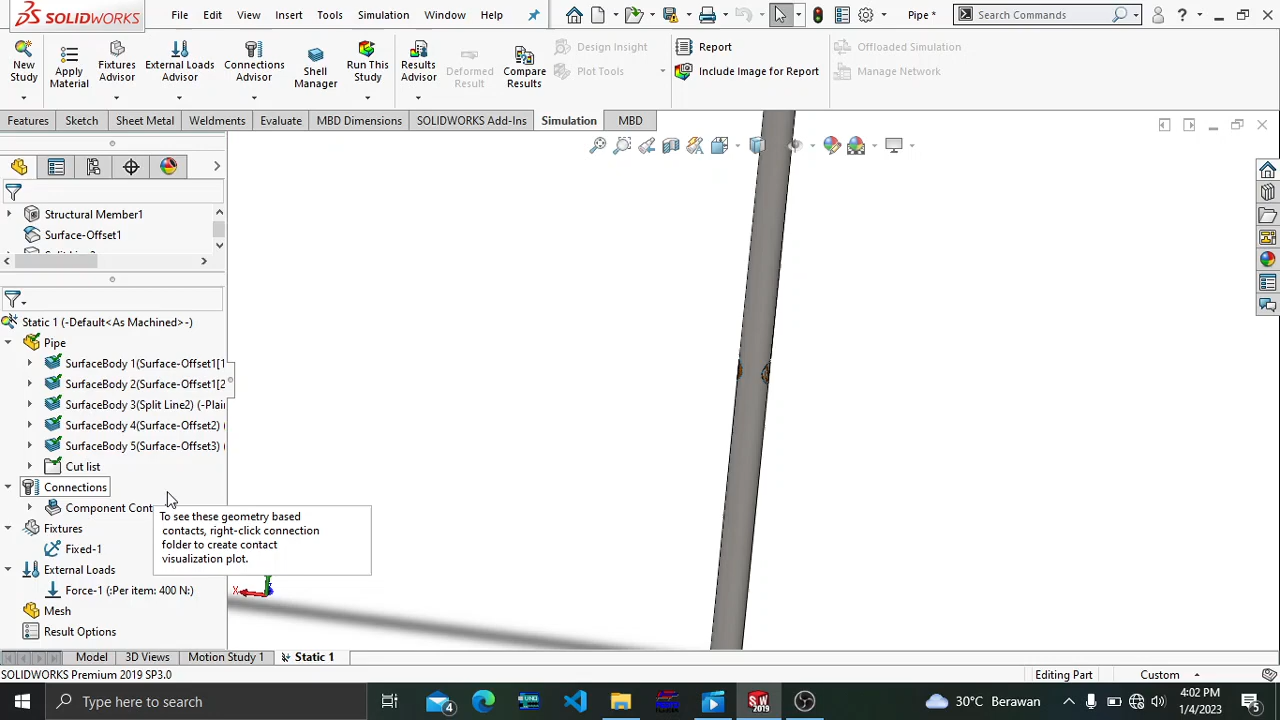 SOLIDWORKS File Edit View Insert Tools Simulation Window Help Pipe * Search Commands ?
New Study
Apply Material
Fixtures Advisor
External Loads Advisor
Connections Advisor
Shell Manager
Run This Study
Results Advisor
Deformed Result
Compare Results
Design Insight
Plot Tools
Report
Include Image for Report
Offloaded Simulation
Manage Network
Features Sketch Sheet Metal Weldments Evaluate MBD Dimensions SOLIDWORKS Add-Ins Simulation MBD
Structural Member1
Surface-Offset1
Static 1 (-Default<As Machined>-)
Pipe
SurfaceBody 1(Surface-Offset1[1
SurfaceBody 2(Surface-Offset1[2
SurfaceBody 3(Split Line2) (-Plai
SurfaceBody 4(Surface-Offset2) (
SurfaceBody 5(Surface-Offset3) (
Cut list
Connections
Component Cont
To see these geometry based
contacts, right-click connection
folder to create contact
visualization plot.
Fixtures
Fixed-1
External Loads
Force-1 (:Per item: 400 N:)
X
Mesh
Result Options
Model 3D Views Motion Study 1 Static 1
SOLIDWORKS Premium 2019 SP3.0 Editing Part Custom
Type here to search
4
SW 2019
30°C Berawan
4:02 PM
1/4/2023
5